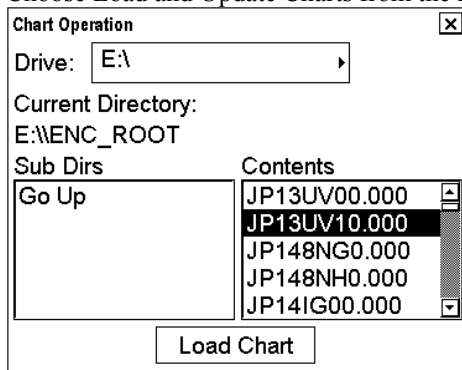 Choose Load and Update Charts from the
Chart Operation
Drive: E:\
Current Directory:
E:\\ENC_ROOT
Sub Dirs
Go Up
Contents
JP13UV00.000
JP13UV10.000
JP148NG0.000
JP148NH0.000
JP14IG00.000
Load Chart